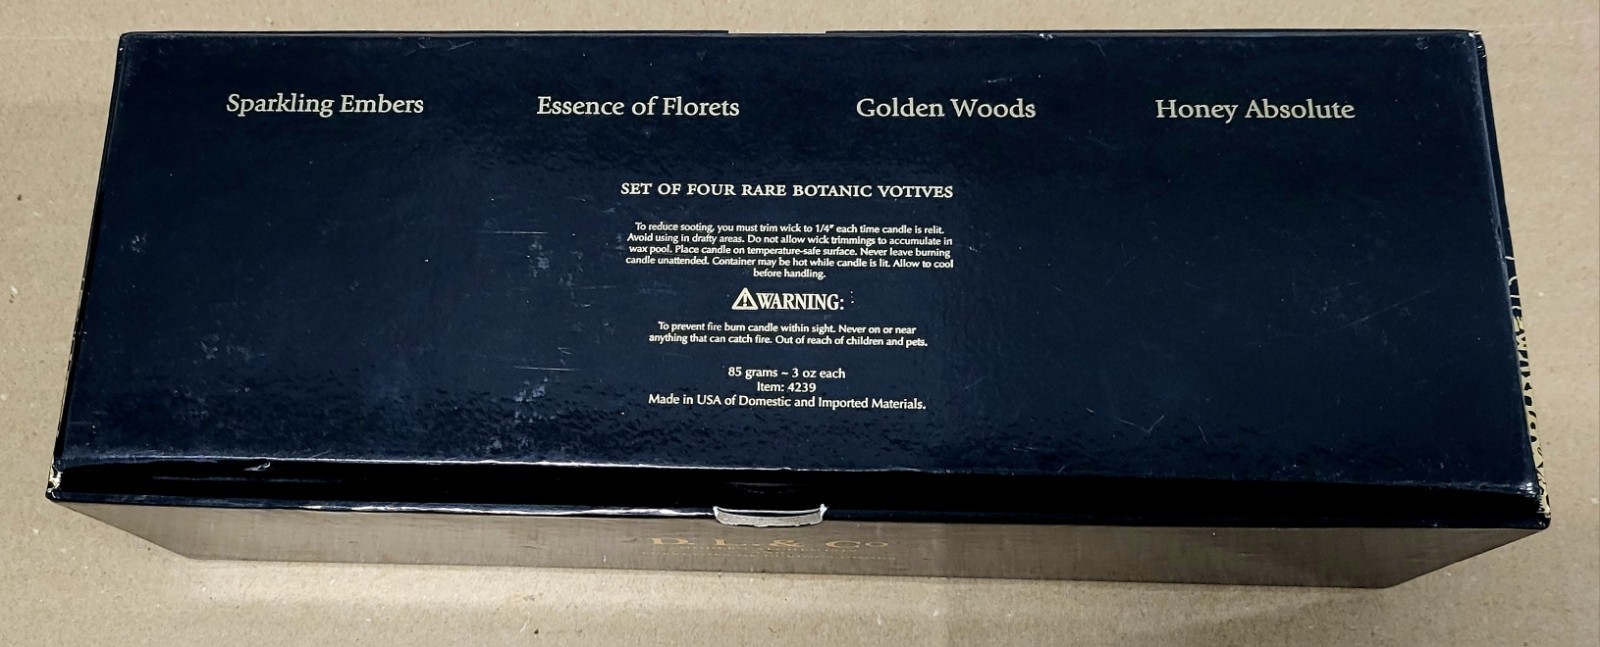 Sparkling Embers Essence of Florets Golden Woods Honey Absolute
SET OF FOUR RARE BOTANIC VOTIVES
To reduce sooting, you must trim wick to 1/4" each time candle is relit.
Avoid using in drafty areas. Do not allow wick trimmings to accumulate in
wax pool. Place candle on temperature-safe surface. Never leave burning
candle unattended. Container may be hot while candle is lit. Allow to cool
before handling.
⚠WARNING:
To prevent fire burn candle within sight. Never on or near
anything that can catch fire. Out of reach of children and pets.
85 grams ~ 3 oz each
Item: 4239
Made in USA of Domestic and Imported Materials.
D.L. & Co